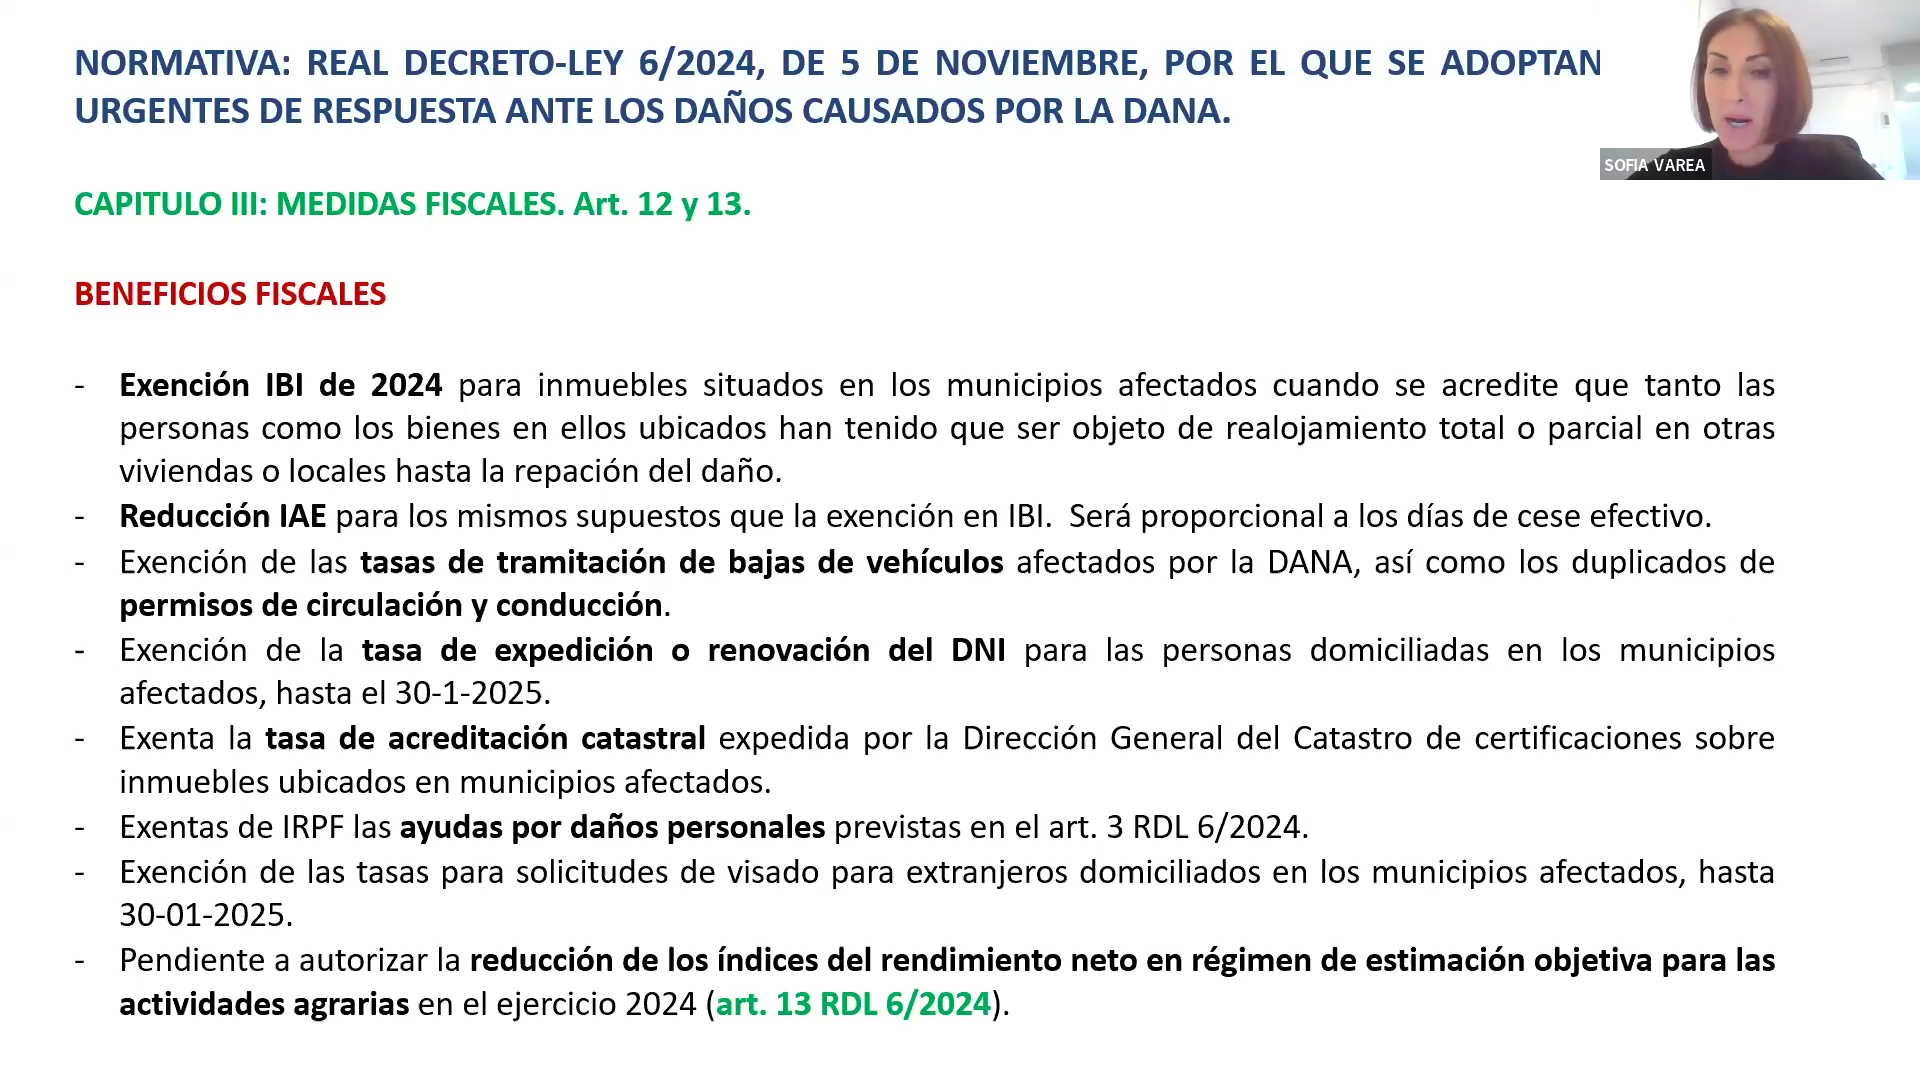 NORMATIVA: REAL DECRETO-LEY 6/2024, DE 5 DE NOVIEMBRE, POR EL QUE SE ADOPTAN
URGENTES DE RESPUESTA ANTE LOS DAÑOS CAUSADOS POR LA DANA.
SOFIA VAREA
CAPITULO III: MEDIDAS FISCALES. Art. 12 y 13.
BENEFICIOS FISCALES
- Exención IBI de 2024 para inmuebles situados en los municipios afectados cuando se acredite que tanto las
personas como los bienes en ellos ubicados han tenido que ser objeto de realojamiento total o parcial en otras
viviendas o locales hasta la repación del daño.
- Reducción IAE para los mismos supuestos que la exención en IBI. Será proporcional a los días de cese efectivo.
- Exención de las tasas de tramitación de bajas de vehículos afectados por la DANA, así como los duplicados de
permisos de circulación y conducción.
- Exención de la tasa de expedición o renovación del DNI para las personas domiciliadas en los municipios
afectados, hasta el 30-1-2025.
- Exenta la tasa de acreditación catastral expedida por la Dirección General del Catastro de certificaciones sobre
inmuebles ubicados en municipios afectados.
- Exentas de IRPF las ayudas por daños personales previstas en el art. 3 RDL 6/2024.
- Exención de las tasas para solicitudes de visado para extranjeros domiciliados en los municipios afectados, hasta
30-01-2025.
- Pendiente a autorizar la reducción de los índices del rendimiento neto en régimen de estimación objetiva para las
actividades agrarias en el ejercicio 2024 (art. 13 RDL 6/2024).